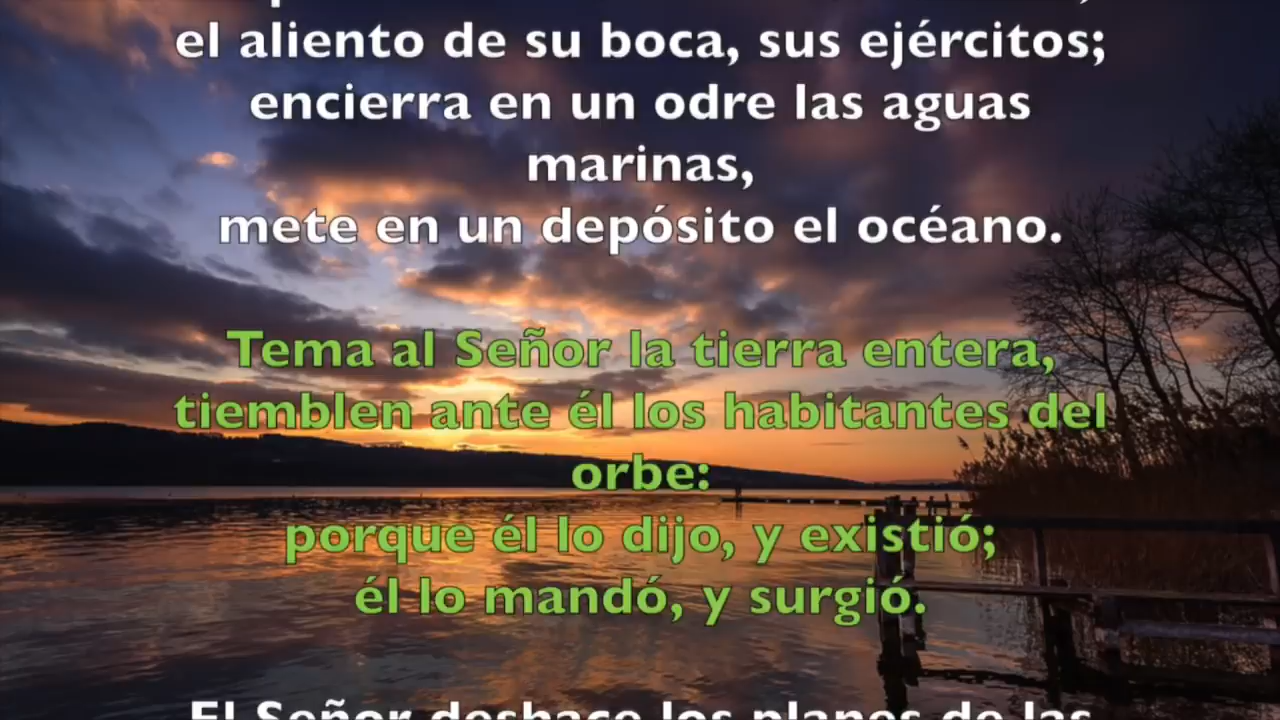 el aliento de su boca, sus ejércitos;
encierra en un odre las aguas
marinas,
mete en un depósito el océano.
Tema al Señor la tierra entera,
tiemblen ante él los habitantes del
orbe:
porque él lo dijo, y existió;
él lo mandó, y surgió.
El Señor deshace los planes de las